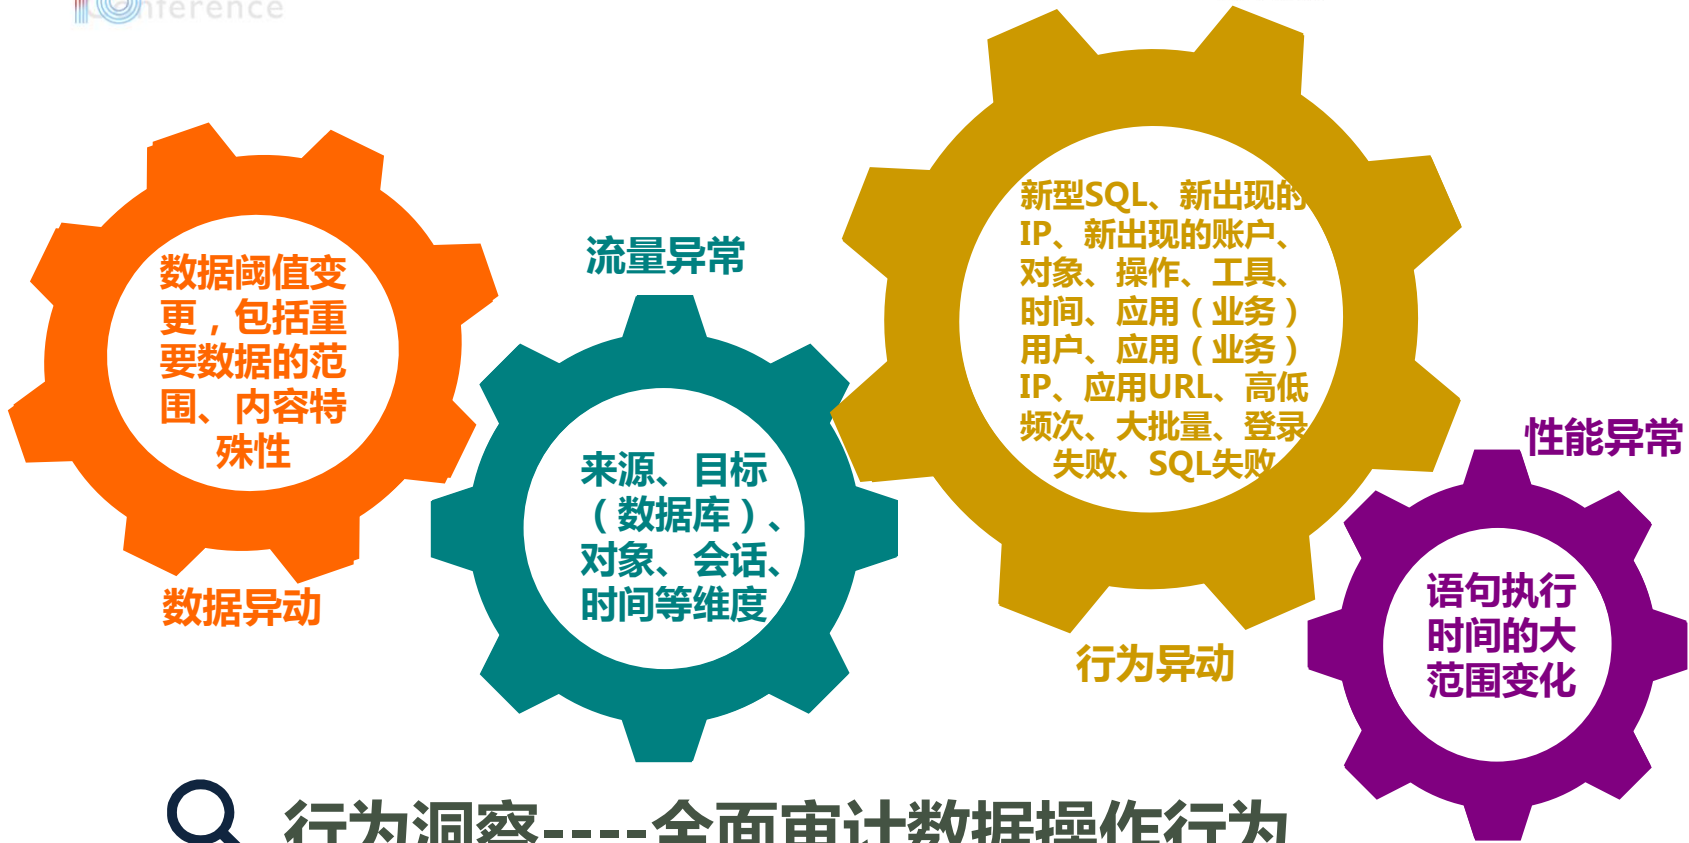 Conference
数据阈值变
更，包括重
要数据的范
围、内容特
殊性
数据异动
流量异常
来源、目标
（数据库）、
对象、会话、
时间等维度
新型SQL、新出现的
IP、新出现的账户、
对象、操作、工具、
时间、应用（业务）
用户、应用（业务）
IP、应用URL、高低
频次、大批量、登录
失败、SQL失败
行为异动
性能异常
语句执行
时间的大
范围变化
行为洞察----全面审计数据操作行为